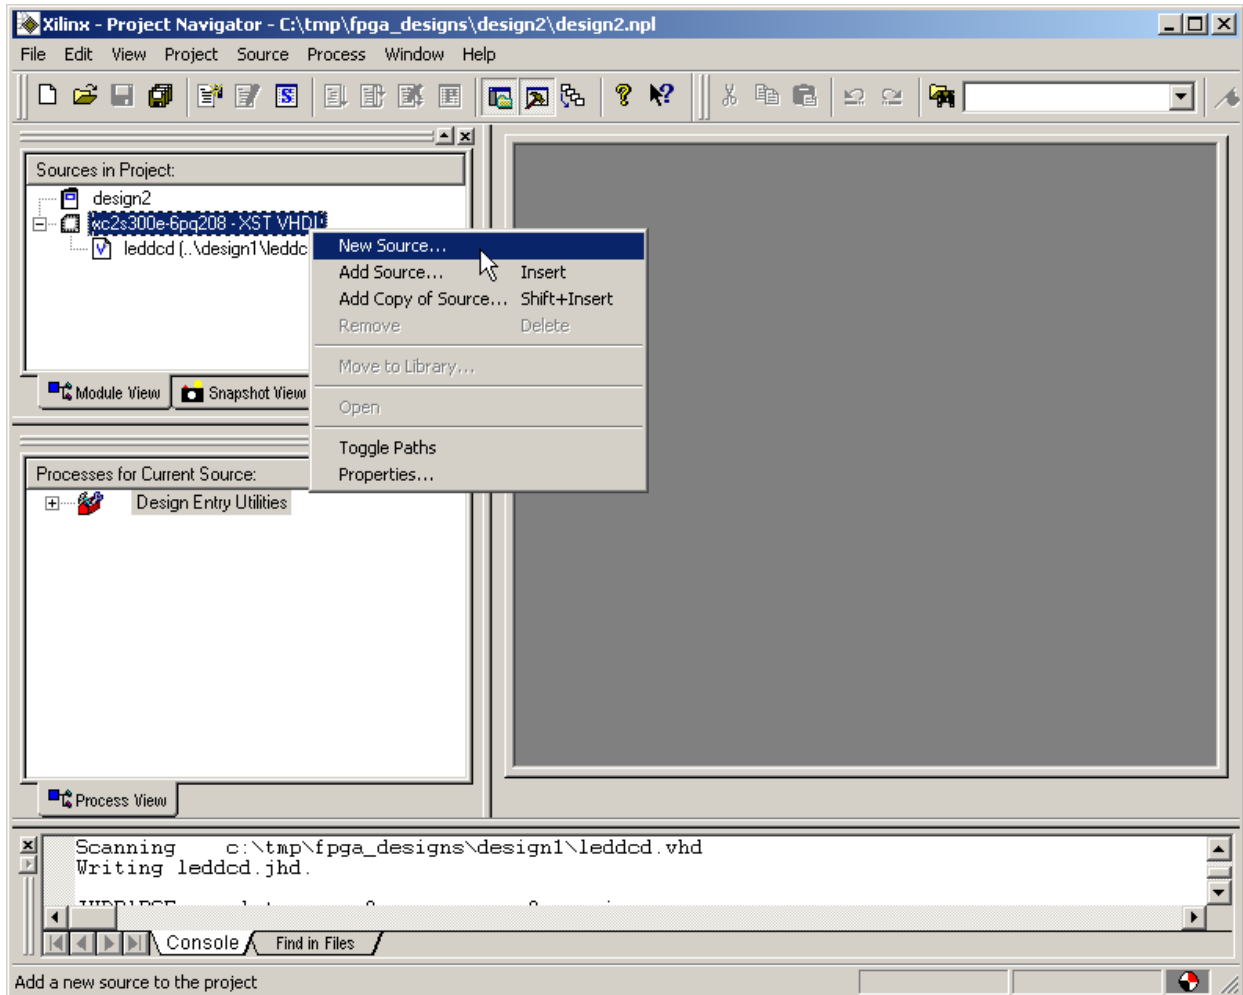 Xilinx - Project Navigator - C:\tmp\fpga_designs\design2\design2.npl
File Edit View Project Source Process Window Help
Sources in Project:
design2
xc2s300e-6pq208 - XST VHDL
leddcd (..\design1\leddc
New Source...
Add Source... Insert
Add Copy of Source... Shift+Insert
Remove Delete
Move to Library...
Open
Toggle Paths
Properties...
Module View Snapshot View
Processes for Current Source:
Design Entry Utilities
Process View
Scanning c:\tmp\fpga_designs\design1\leddcd.vhd
Writing leddcd.jhd.
Console Find in Files
Add a new source to the project